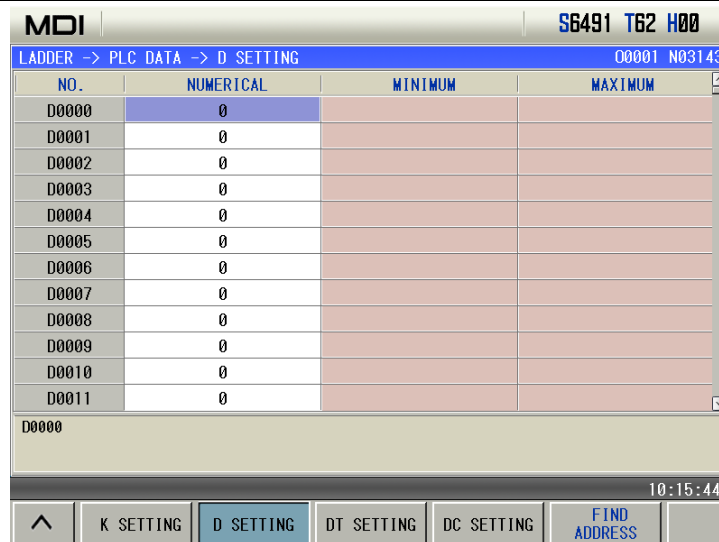 MDI S6491 T62 H00
LADDER -> PLC DATA -> D SETTING O0001 N03143
NO. NUMERICAL MINIMUM MAXIMUM
D0000 0
D0001 0
D0002 0
D0003 0
D0004 0
D0005 0
D0006 0
D0007 0
D0008 0
D0009 0
D0010 0
D0011 0
D0000
10:15:44
K SETTING D SETTING DT SETTING DC SETTING FIND ADDRESS